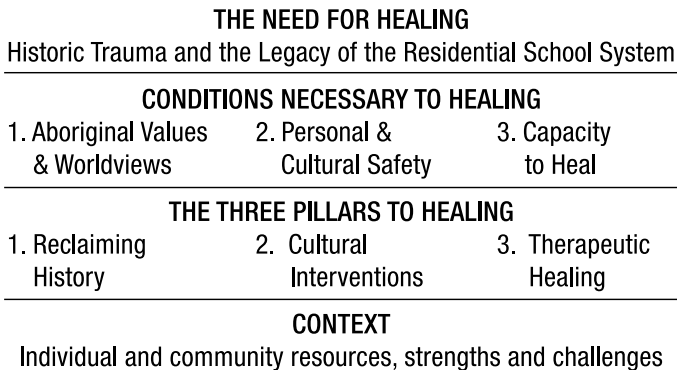 THE NEED FOR HEALING
Historic Trauma and the Legacy of the Residential School System
CONDITIONS NECESSARY TO HEALING
1. Aboriginal Values 2. Personal & 3. Capacity
& Worldviews Cultural Safety to Heal
THE THREE PILLARS TO HEALING
1. Reclaiming 2. Cultural 3. Therapeutic
History Interventions Healing
CONTEXT
Individual and community resources, strengths and challenges